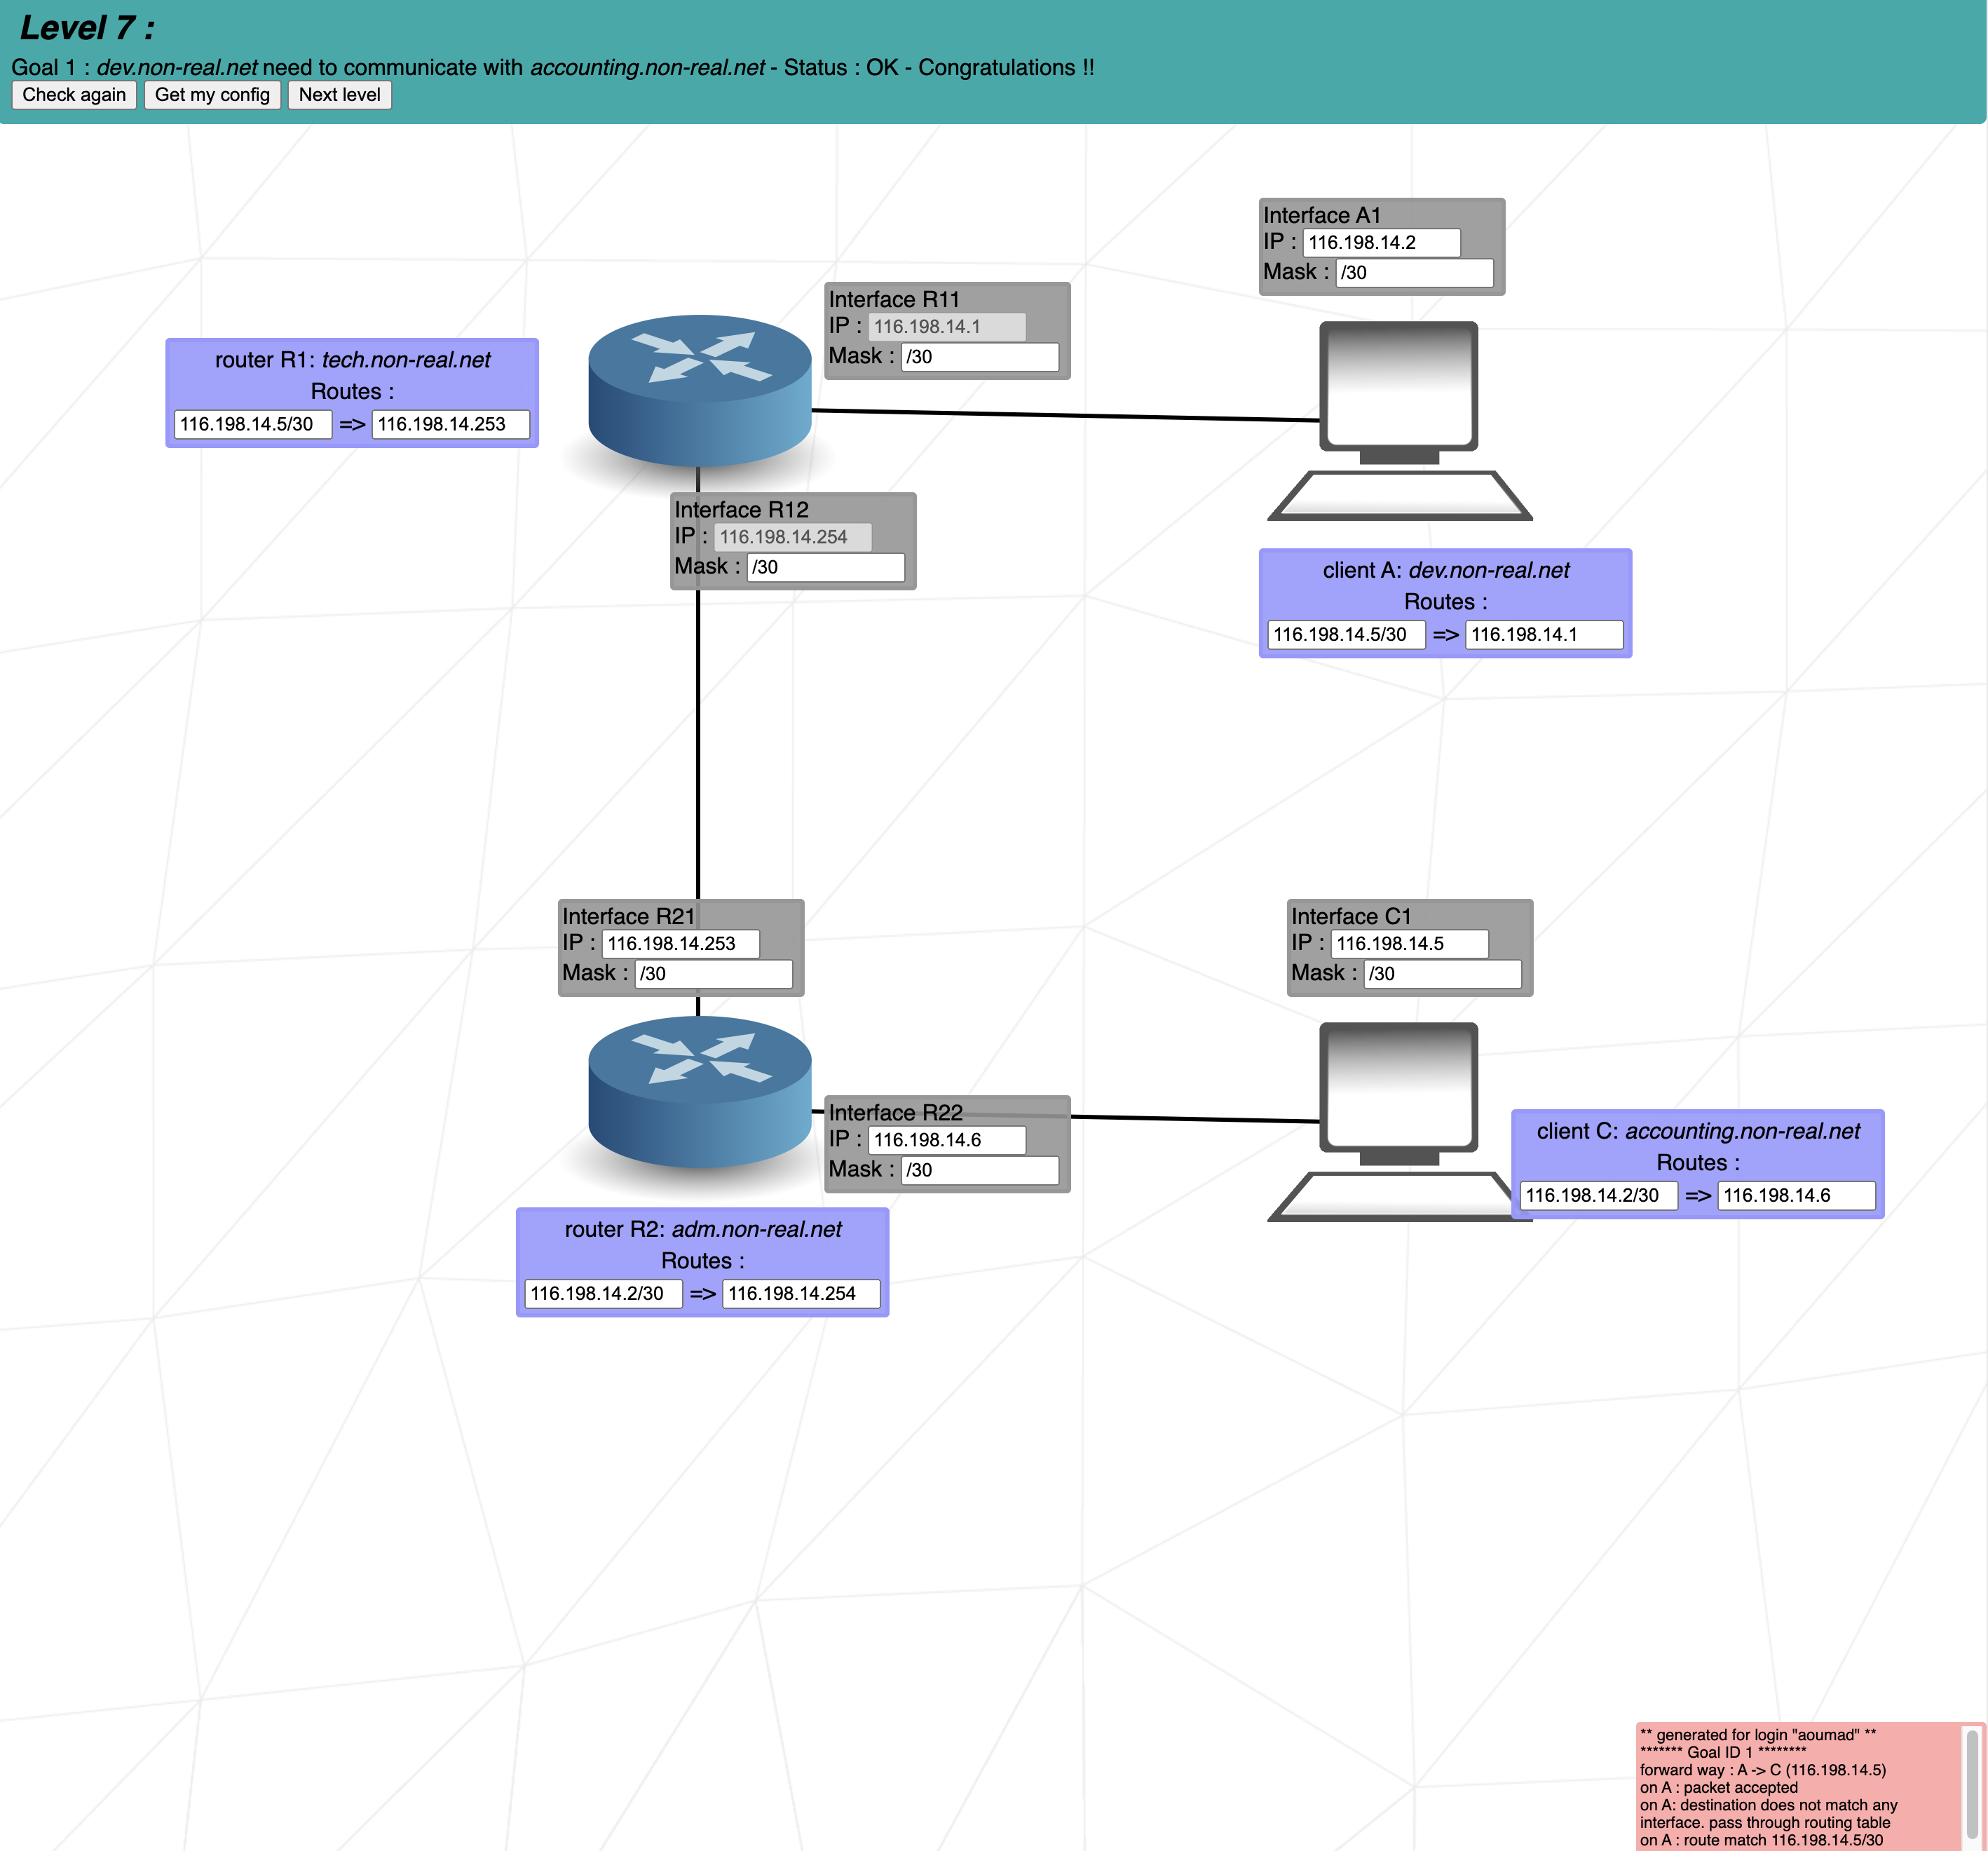 Level 7 :
Goal 1 : dev.non-real.net need to communicate with accounting.non-real.net - Status : OK - Congratulations !!
Check again Get my config Next level
Interface A1
IP : 116.198.14.2
Mask : /30
Interface R11
IP : 116.198.14.1
Mask : /30
router R1: tech.non-real.net
Routes :
116.198.14.5/30 => 116.198.14.253
Interface R12
IP : 116.198.14.254
Mask : /30
client A: dev.non-real.net
Routes :
116.198.14.5/30 => 116.198.14.1
Interface R21
IP : 116.198.14.253
Mask : /30
Interface C1
IP : 116.198.14.5
Mask : /30
Interface R22
IP : 116.198.14.6
Mask : /30
client C: accounting.non-real.net
Routes :
116.198.14.2/30 => 116.198.14.6
router R2: adm.non-real.net
Routes :
116.198.14.2/30 => 116.198.14.254
** generated for login "aoumad" **
******* Goal ID 1 ********
forward way : A -> C (116.198.14.5)
on A : packet accepted
on A: destination does not match any
interface. pass through routing table
on A : route match 116.198.14.5/30